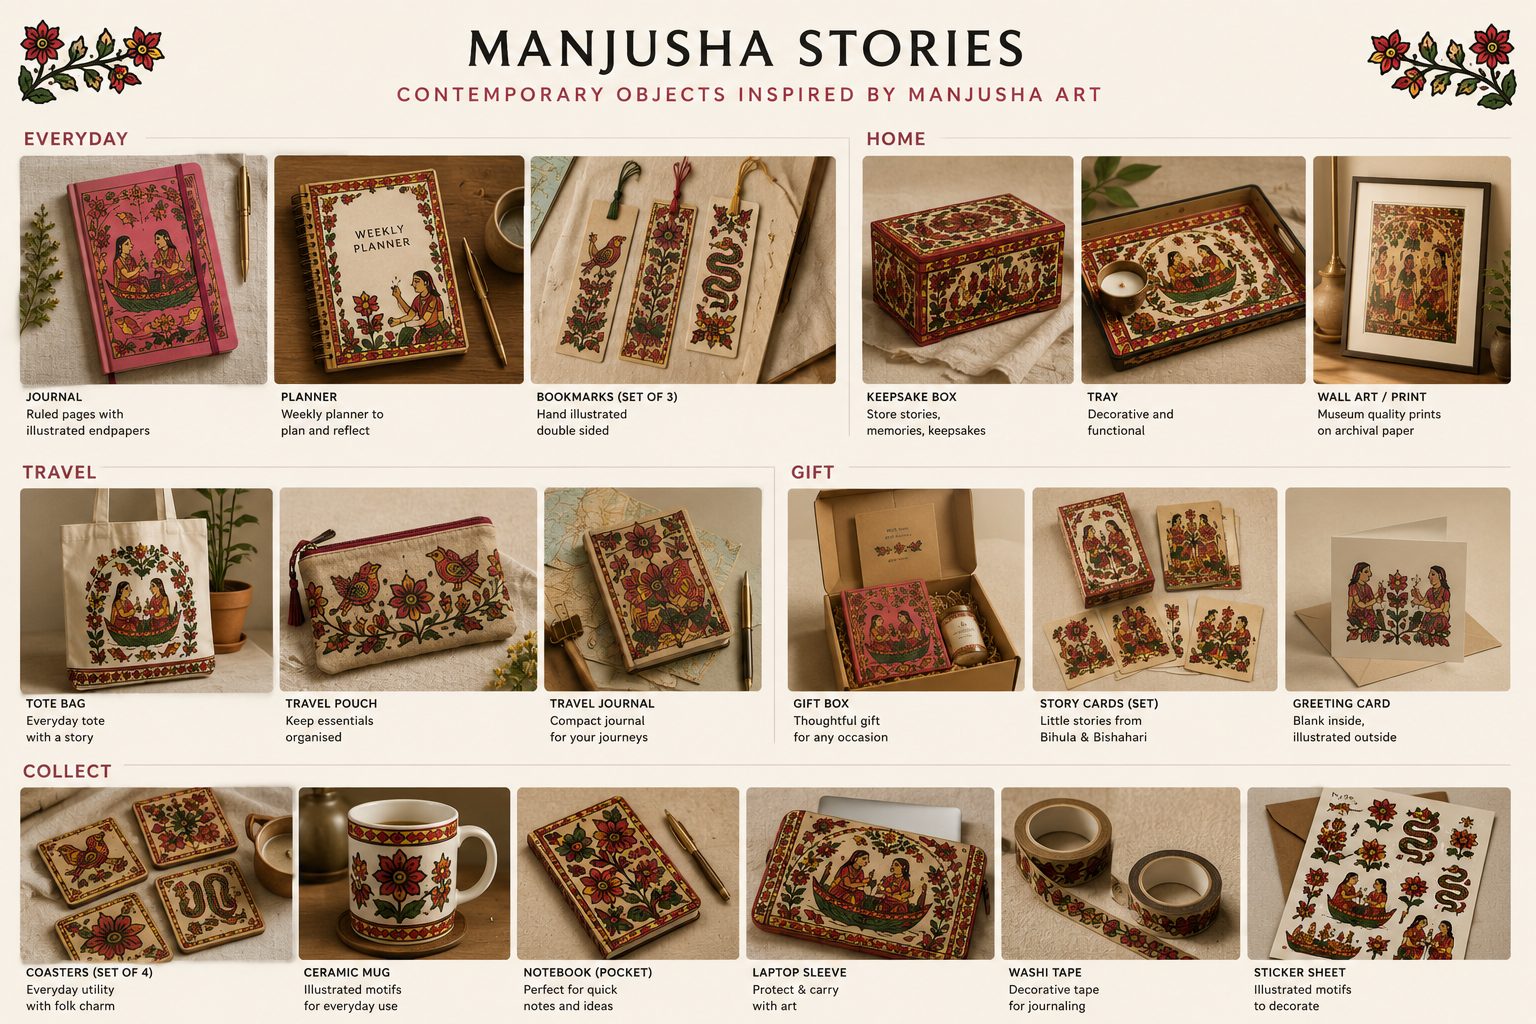 MANJUSHA STORIES
CONTEMPORARY OBJECTS INSPIRED BY MANJUSHA ART
EVERYDAY
WEEKLY
PLANNER
JOURNAL
Ruled pages with
illustrated endpapers
PLANNER
Weekly planner to
plan and reflect
BOOKMARKS (SET OF 3)
Hand illustrated
double sided
HOME
KEEPSAKE BOX
Store stories,
memories, keepsakes
TRAY
Decorative and
functional
WALL ART / PRINT
Museum quality prints
on archival paper
TRAVEL
TOTE BAG
Everyday tote
with a story
TRAVEL POUCH
Keep essentials
organised
TRAVEL JOURNAL
Compact journal
for your journeys
GIFT
GIFT BOX
Thoughtful gift
for any occasion
STORY CARDS (SET)
Little stories from
Bihula & Bishahari
GREETING CARD
Blank inside,
illustrated outside
COLLECT
COASTERS (SET OF 4)
Everyday utility
with folk charm
CERAMIC MUG
Illustrated motifs
for everyday use
NOTEBOOK (POCKET)
Perfect for quick
notes and ideas
LAPTOP SLEEVE
Protect & carry
with art
WASHI TAPE
Decorative tape
for journaling
STICKER SHEET
Illustrated motifs
to decorate